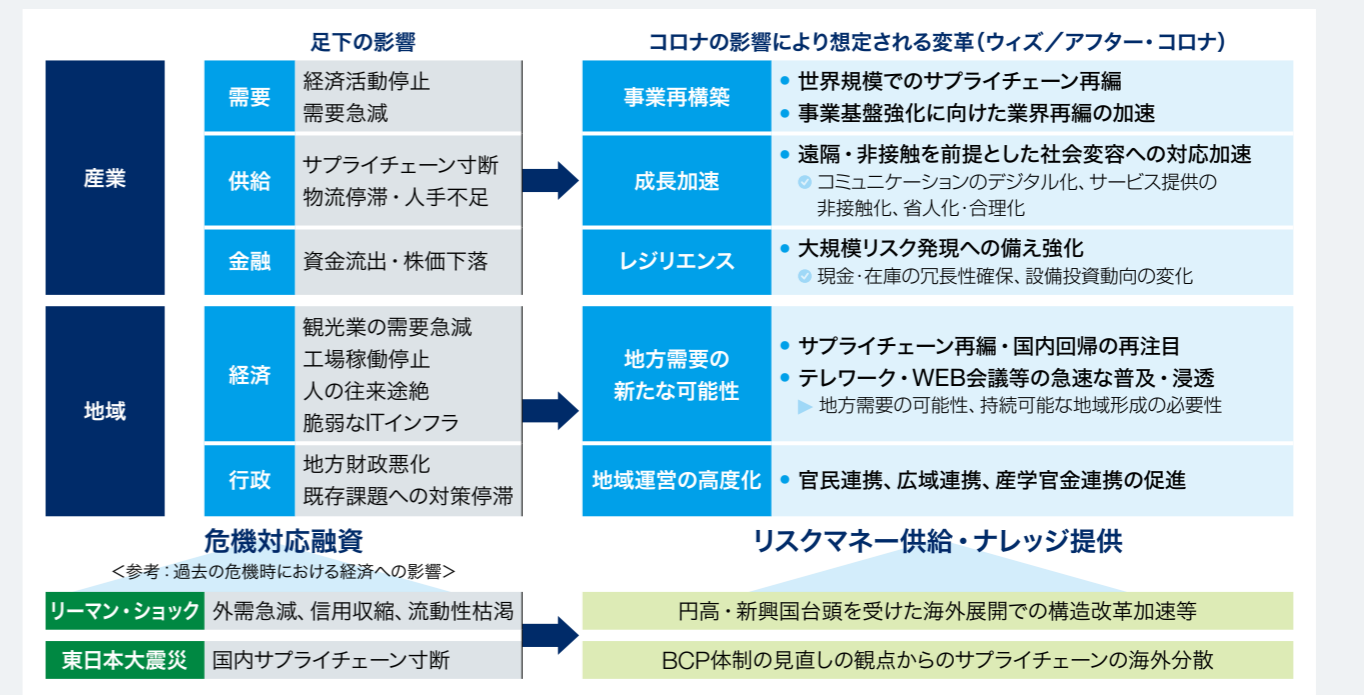 足下の影響
コロナの影響により想定される変革（ウィズ／アフター・コロナ）
産業
需要
経済活動停止
需要急減
供給
サプライチェーン寸断
物流停滞・人手不足
金融
資金流出・株価下落
事業再構築
● 世界規模でのサプライチェーン再編
● 事業基盤強化に向けた業界再編の加速
成長加速
● 遠隔・非接触を前提とした社会変容への対応加速
コミュニケーションのデジタル化、サービス提供の
非接触化、省人化・合理化
レジリエンス
● 大規模リスク発現への備え強化
現金・在庫の冗長性確保、設備投資動向の変化
地域
経済
観光業の需要急減
工場稼働停止
人の往来途絶
脆弱なITインフラ
行政
地方財政悪化
既存課題への対策停滞
地方需要の
新たな可能性
● サプライチェーン再編・国内回帰の再注目
● テレワーク・WEB会議等の急速な普及・浸透
▶ 地方需要の可能性、持続可能な地域形成の必要性
地域運営の高度化
● 官民連携、広域連携、産学官金連携の促進
危機対応融資
リスクマネー供給・ナレッジ提供
＜参考：過去の危機時における経済への影響＞
リーマン・ショック
外需急減、信用収縮、流動性枯渇
円高・新興国台頭を受けた海外展開での構造改革加速等
東日本大震災
国内サプライチェーン寸断
BCP体制の見直しの観点からのサプライチェーンの海外分散